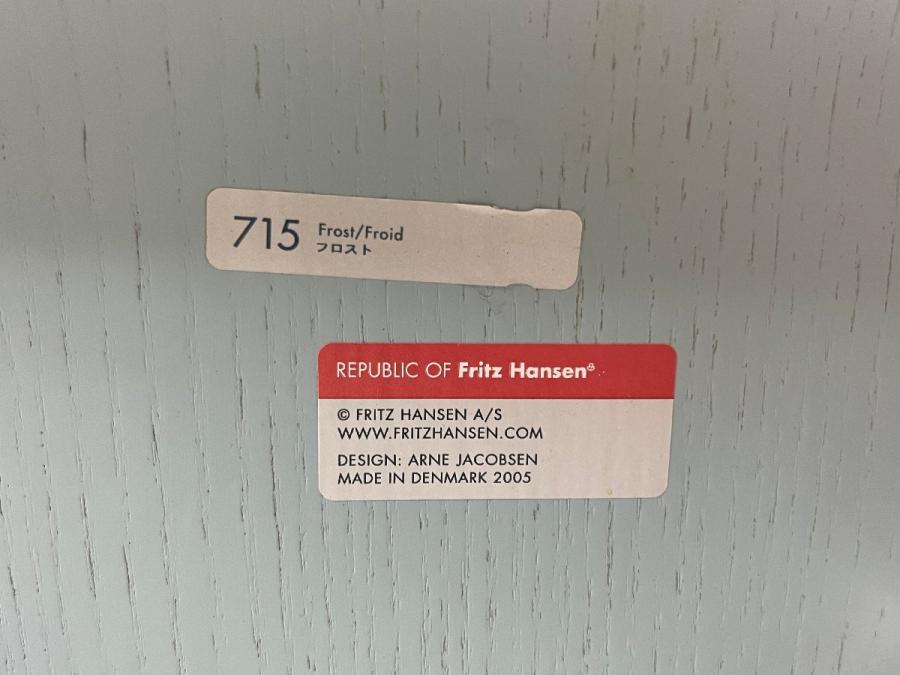 715 Frost/Froid
フロスト
REPUBLIC OF Fritz Hansen®
© FRITZ HANSEN A/S
WWW.FRITZHANSEN.COM
DESIGN: ARNE JACOBSEN
MADE IN DENMARK 2005